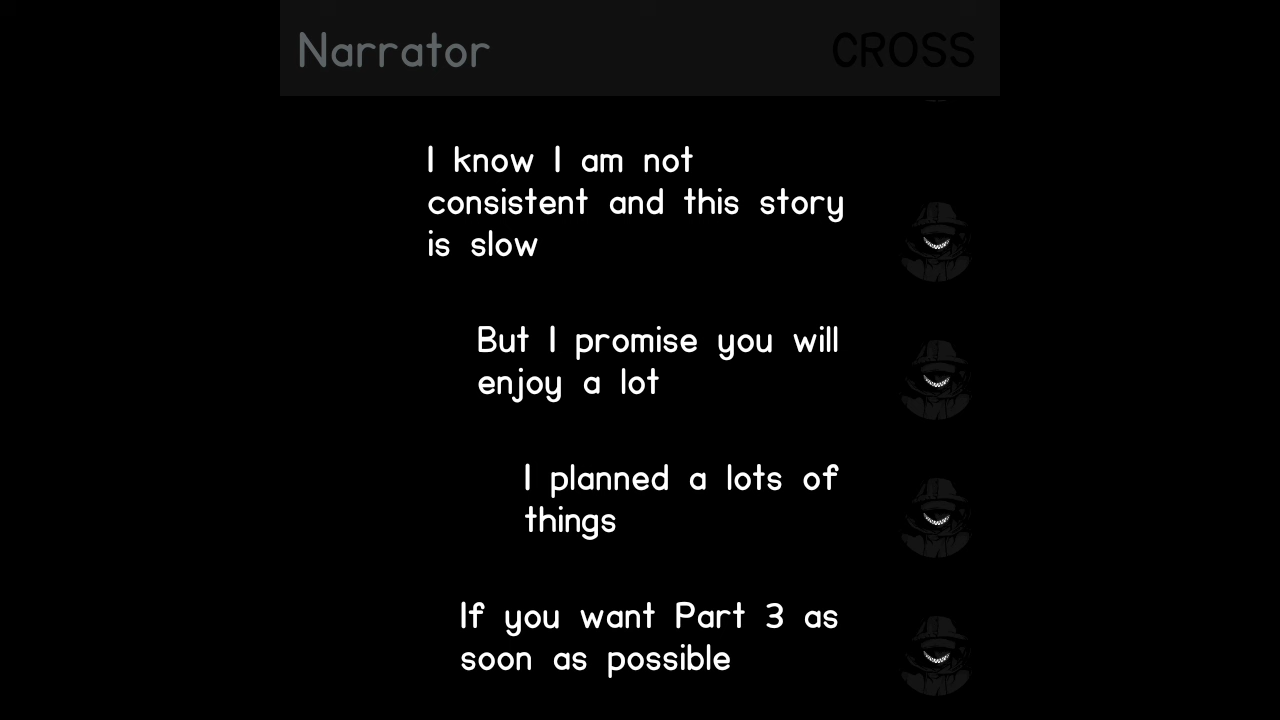 Narrator
CROSS
I know I am not
consistent and this story
is slow
But I promise you will
enjoy a lot
I planned a lots of
things
If you want Part 3 as
soon as possible